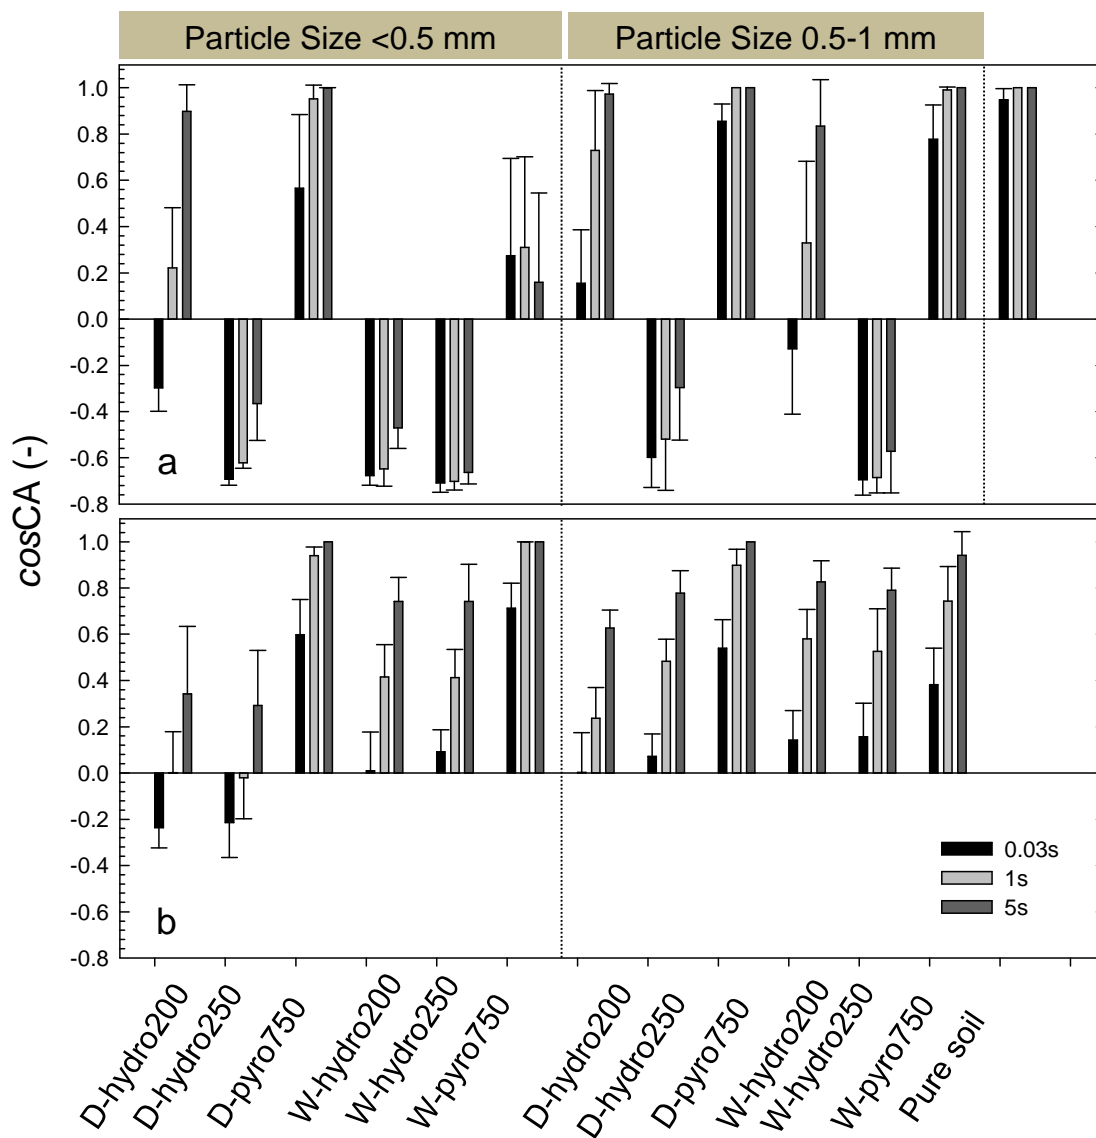 Particle Size <0.5 mm
Particle Size 0.5-1 mm
cosCA (-)
1.0
0.8
0.6
0.4
0.2
0.0
-0.2
-0.4
-0.6
-0.8
a
1.0
0.8
0.6
0.4
0.2
0.0
-0.2
-0.4
-0.6
-0.8
b
0.03s
1s
5s
D-hydro200
D-hydro250
D-pyro750
W-hydro200
W-hydro250
W-pyro750
D-hydro200
D-hydro250
D-pyro750
W-hydro200
W-hydro250
W-pyro750
Pure soil